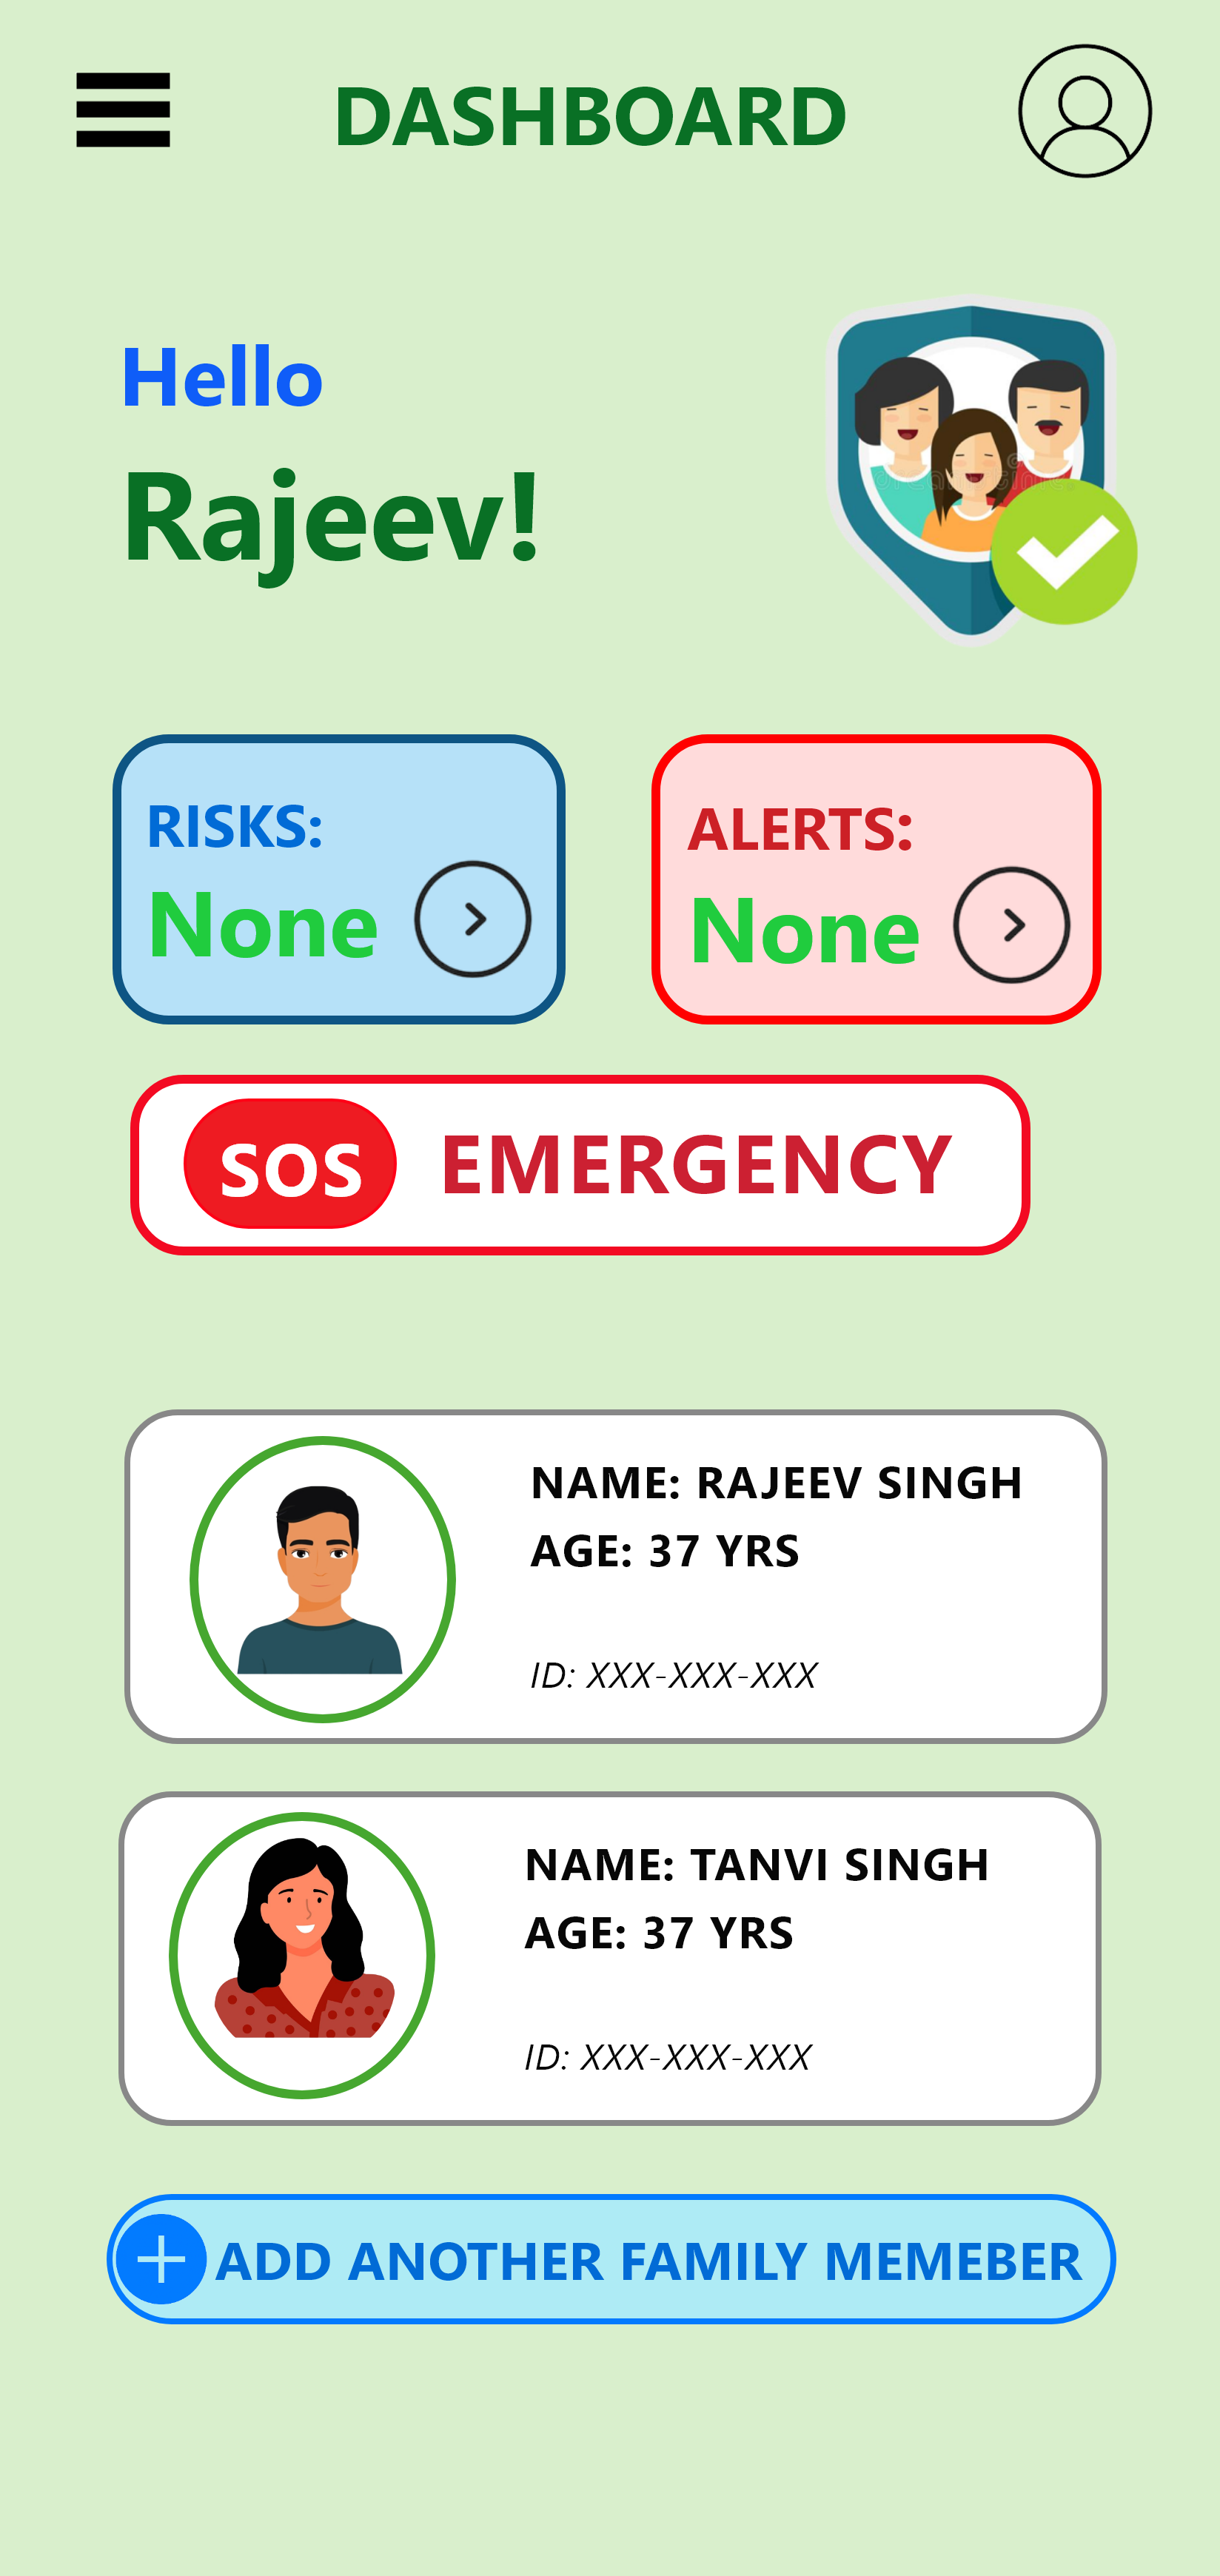 DASHBOARD
Hello
Rajeev!
RISKS:
None
ALERTS:
None
SOS EMERGENCY
NAME: RAJEEV SINGH
AGE: 37 YRS
ID: XXX-XXX-XXX
NAME: TANVI SINGH
AGE: 37 YRS
ID: XXX-XXX-XXX
ADD ANOTHER FAMILY MEMEBER